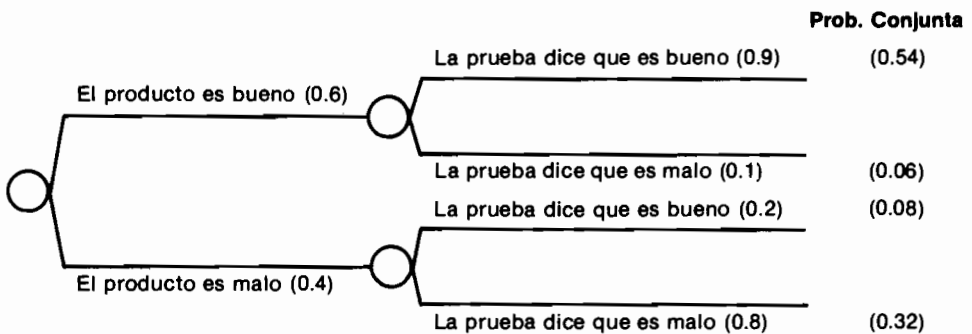 Prob. Conjunta
La prueba dice que es bueno (0.9) (0.54)
El producto es bueno (0.6)
La prueba dice que es malo (0.1) (0.06)
La prueba dice que es bueno (0.2) (0.08)
El producto es malo (0.4)
La prueba dice que es malo (0.8) (0.32)